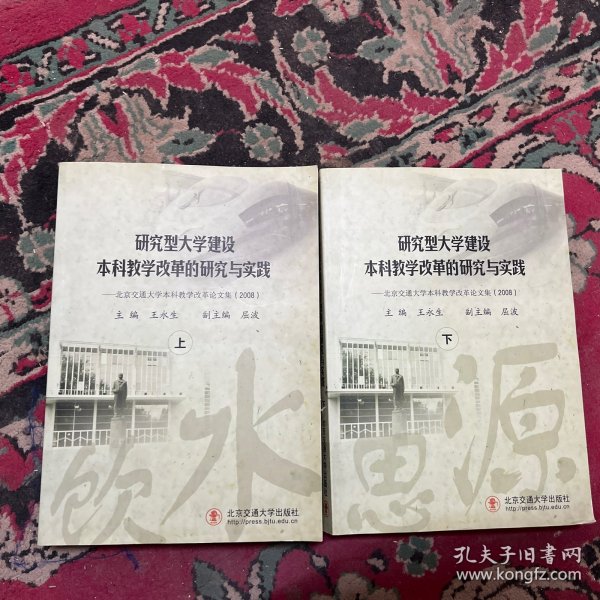 研究型大学建设
本科教学改革的研究与实践
——北京交通大学本科教学改革论文集(2008)
主编 王永生 副主编 屈波
上
飲水
北京交通大学出版社
http://press.bjtu.edu.cn
研究型大学建设
本科教学改革的研究与实践
——北京交通大学本科教学改革论文集(2008)
主编 王永生 副主编 屈波
下
思源
北京交通大学出版社
http://press.bjtu.edu.cn
孔夫子旧书网
www.kongfz.com